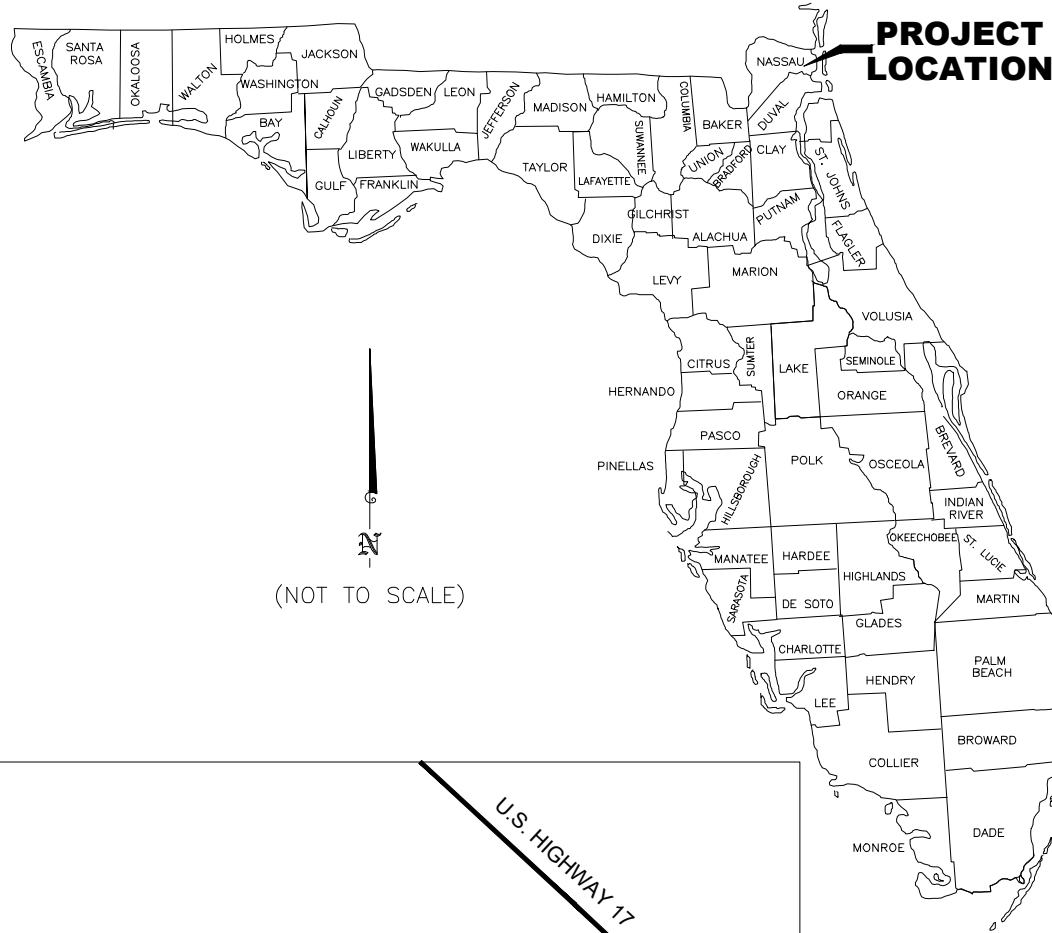 PROJECT
LOCATION
NASSAU
HOLMES
JACKSON
ESCAMBIA
SANTA
ROSA
OKALOOSA
WALTON
WASHINGTON
BAY
CALHOUN
GADSDEN
LEON
JEFFERSON
MADISON
HAMILTON
COLUMBIA
BAKER
DUVAL
LIBERTY
WAKULLA
GULF
FRANKLIN
TAYLOR
LAFAYETTE
SUWANNEE
UNION
BRADFORD
CLAY
ST. JOHNS
DIXIE
GILCHRIST
ALACHUA
PUTNAM
FLAGLER
LEVY
MARION
VOLUSIA
CITRUS
SUMTER
LAKE
SEMINOLE
HERNANDO
ORANGE
PASCO
BREVARD
PINELLAS
HILLSBOROUGH
POLK
OSCEOLA
INDIAN
RIVER
N
(NOT TO SCALE)
MANATEE
HARDEE
OKEECHOBEE
ST. LUCIE
SARASOTA
HIGHLANDS
DE SOTO
MARTIN
GLADES
CHARLOTTE
PALM
BEACH
HENDRY
LEE
BROWARD
COLLIER
MONROE
DADE
U.S. HIGHWAY 17